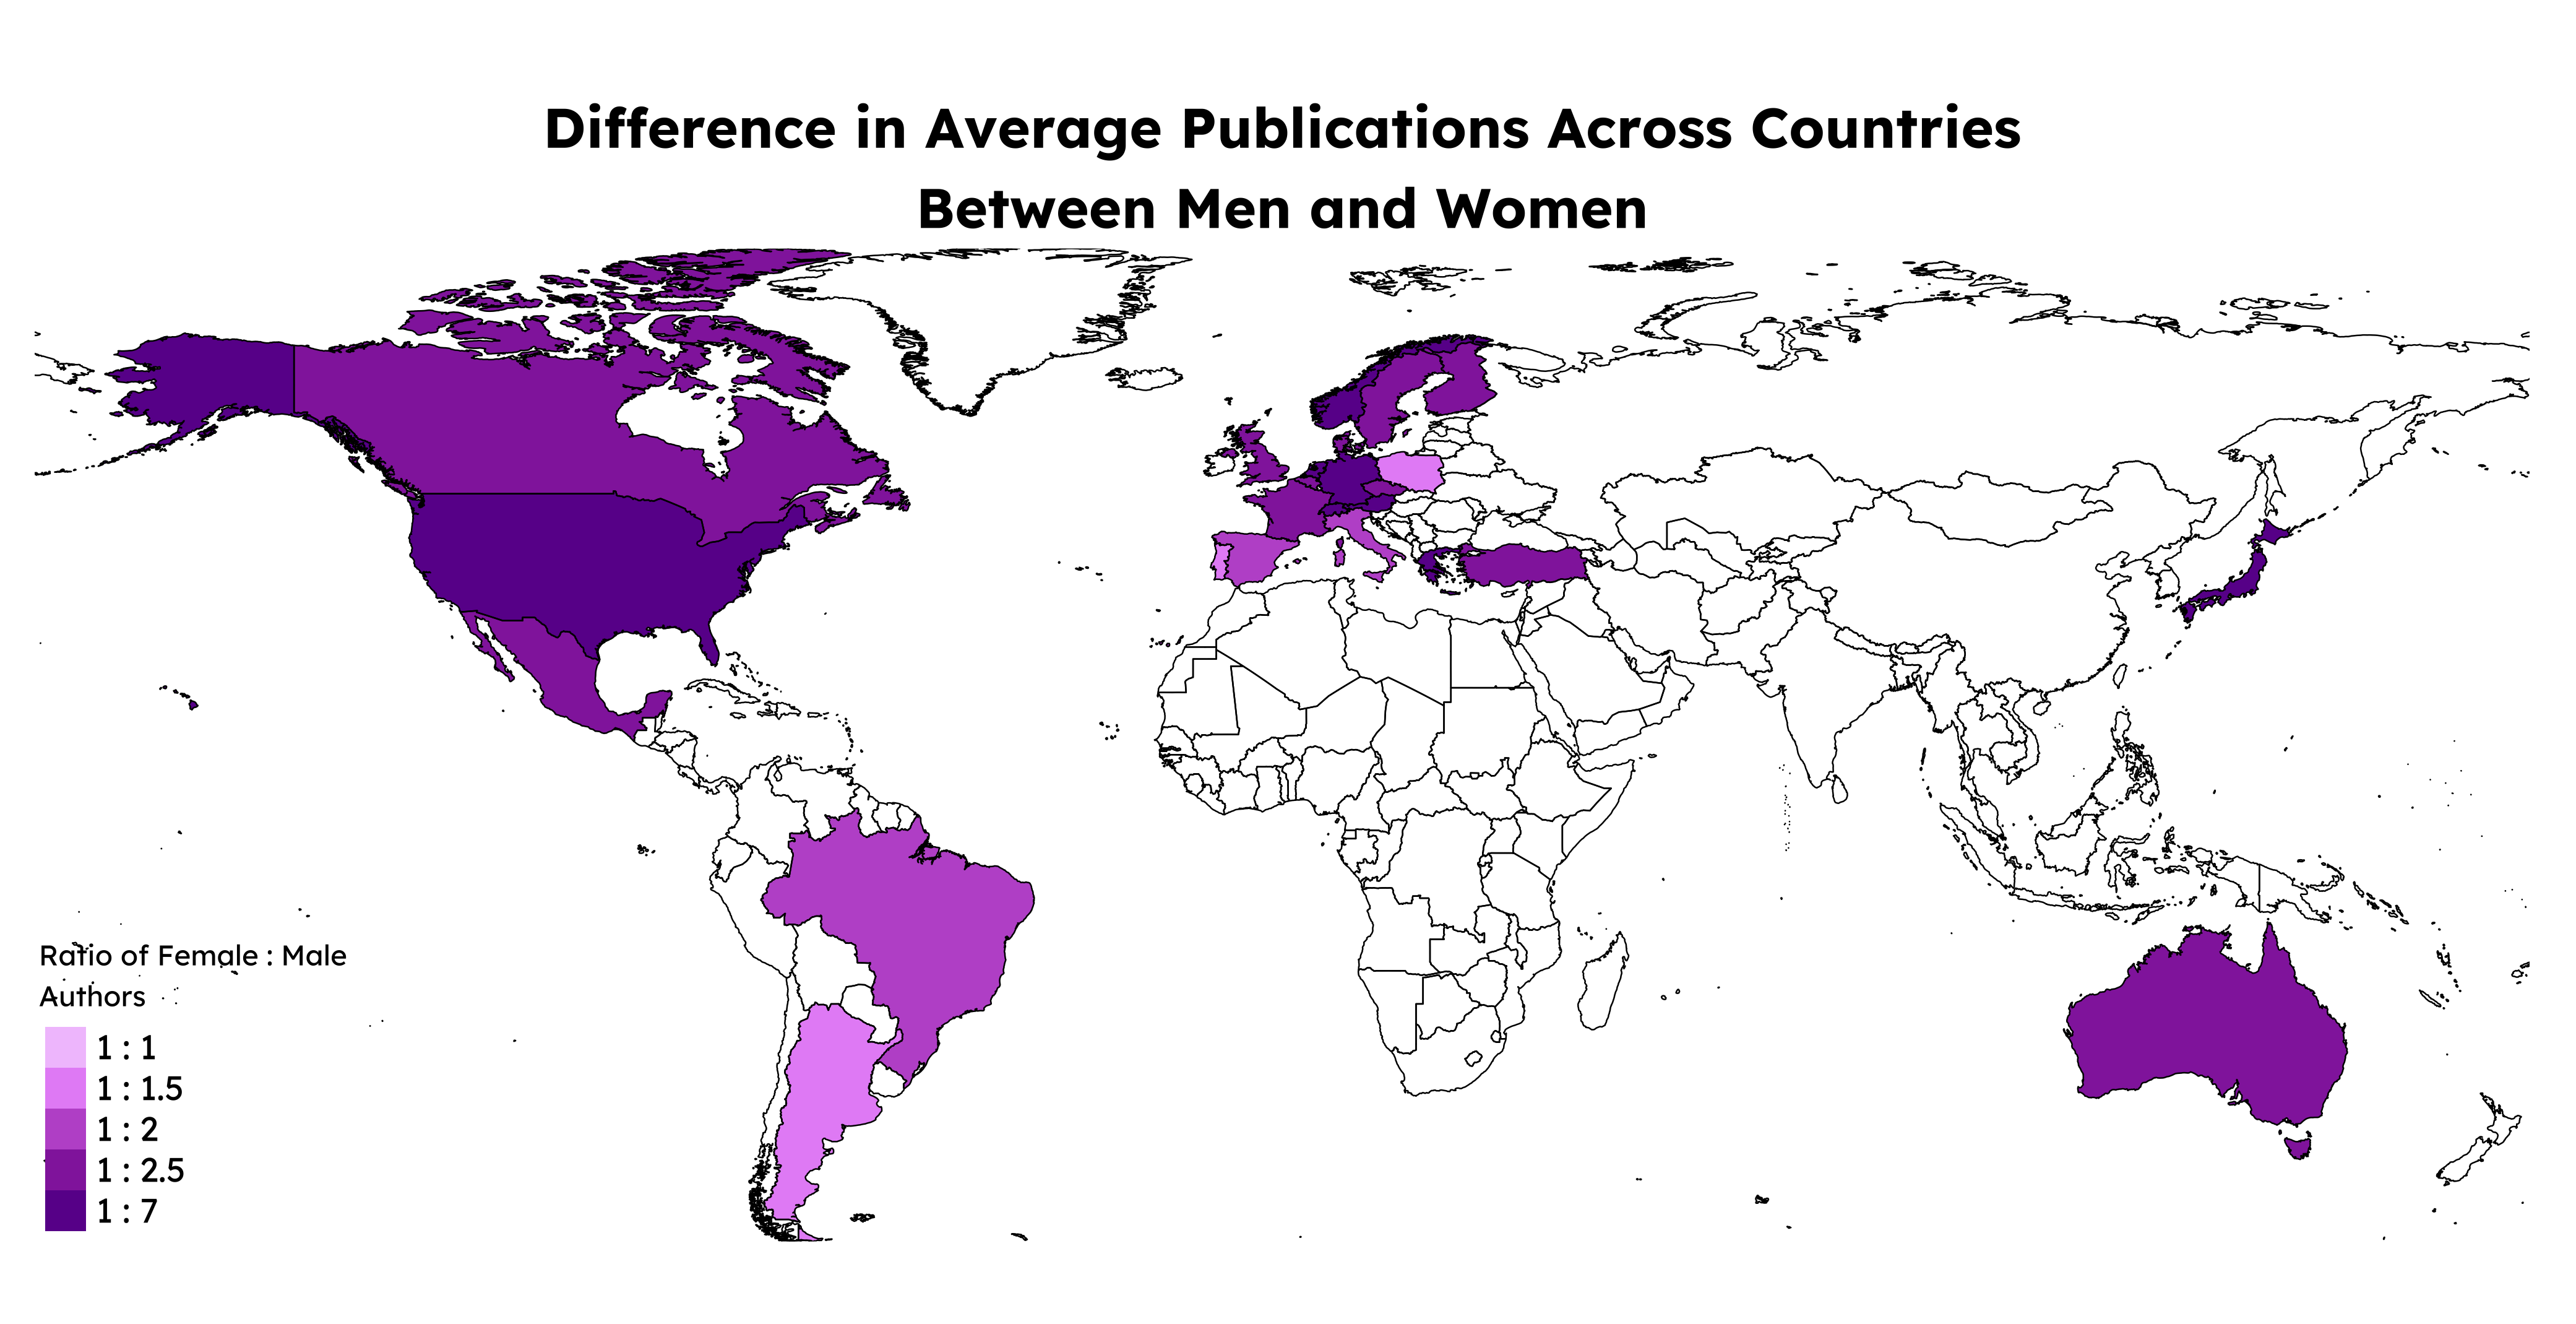 Difference in Average Publications Across Countries
Between Men and Women
Ratio of Female : Male
Authors
1 : 1
1 : 1.5
1 : 2
1 : 2.5
1 : 7